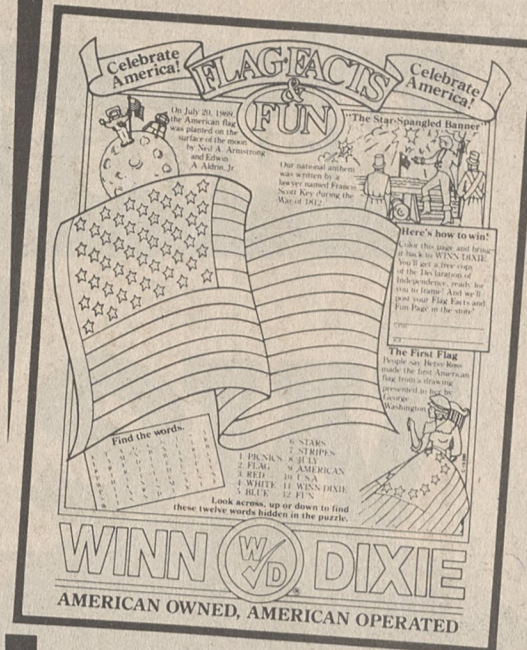 Celebrate
America!
FLAG·FACTS
&
FUN
Celebrate
America!
On July 20, 1969,
the American flag
was planted on the
surface of the moon
by Neil A. Armstrong
and Edwin
A. Aldrin, Jr.
"The Star-Spangled Banner"
Our national anthem
was written by a
lawyer named Francis
Scott Key during the
War of 1812
Here's how to win!
Color this page and bring
it back to WINN-DIXIE
You'll get a free copy
of the Declaration of
Independence, ready for
you to frame! And we'll
post your Flag Facts and
Fun Page in the store!
The First Flag
People say Betsy Ross
made the first American
flag from a drawing
presented to her by
George
Washington
Find the words.
1. PICNICS
2. FLAG
3. RED
4. WHITE
5. BLUE
6. STARS
7. STRIPES
8. JULY
9. AMERICAN
10. USA
11. WINN-DIXIE
12. FUN
Look across, up or down to find
these twelve words hidden in the puzzle.
WINN W D DIXIE
AMERICAN OWNED, AMERICAN OPERATED